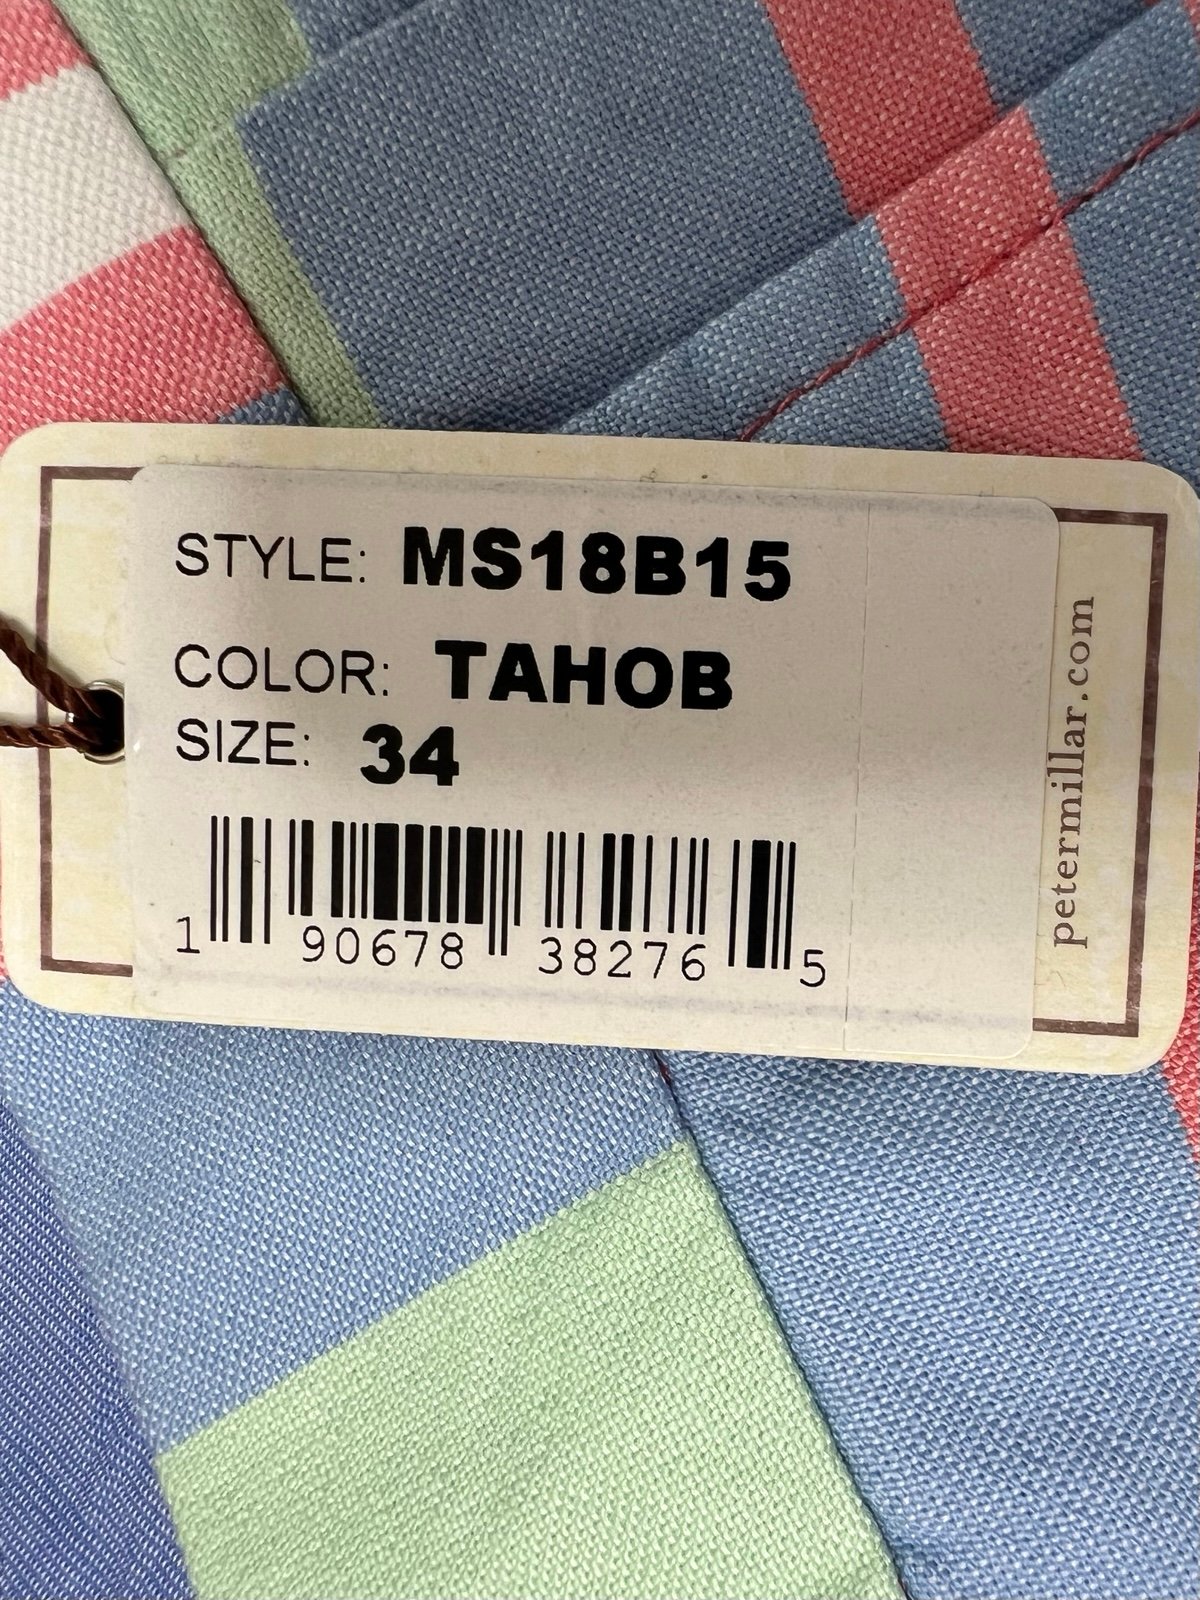 STYLE: MS18B15
COLOR: TAHOB
SIZE: 34
1 90678 38276 5
petermillar.com